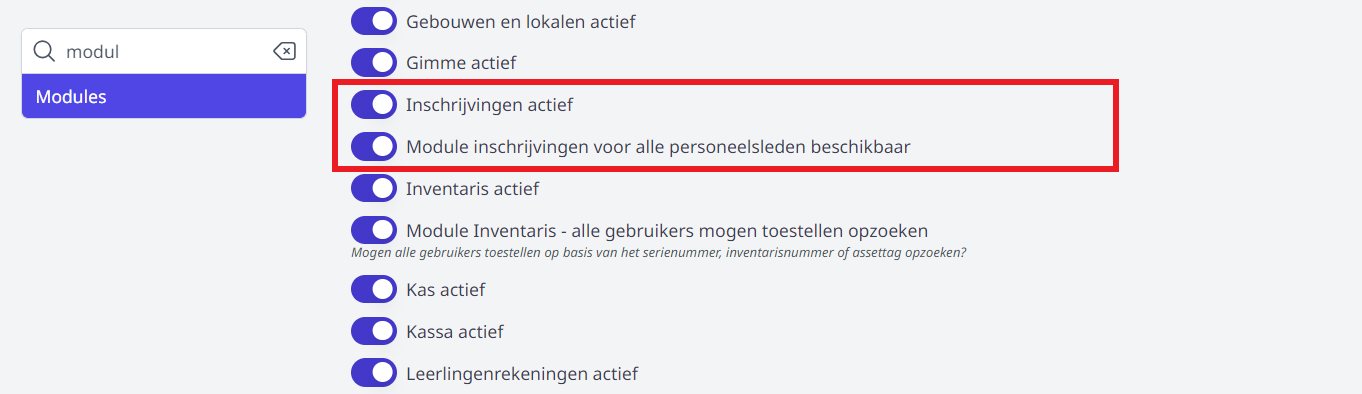 modul
Modules
Gebouwen en lokalen actief
Gimme actief
Inschrijvingen actief
Module inschrijvingen voor alle personeelsleden beschikbaar
Inventaris actief
Module Inventaris - alle gebruikers mogen toestellen opzoeken
Mogen alle gebruikers toestellen op basis van het serienummer, inventarisnummer of assettag opzoeken?
Kas actief
Kassa actief
Leerlingenrekeningen actief